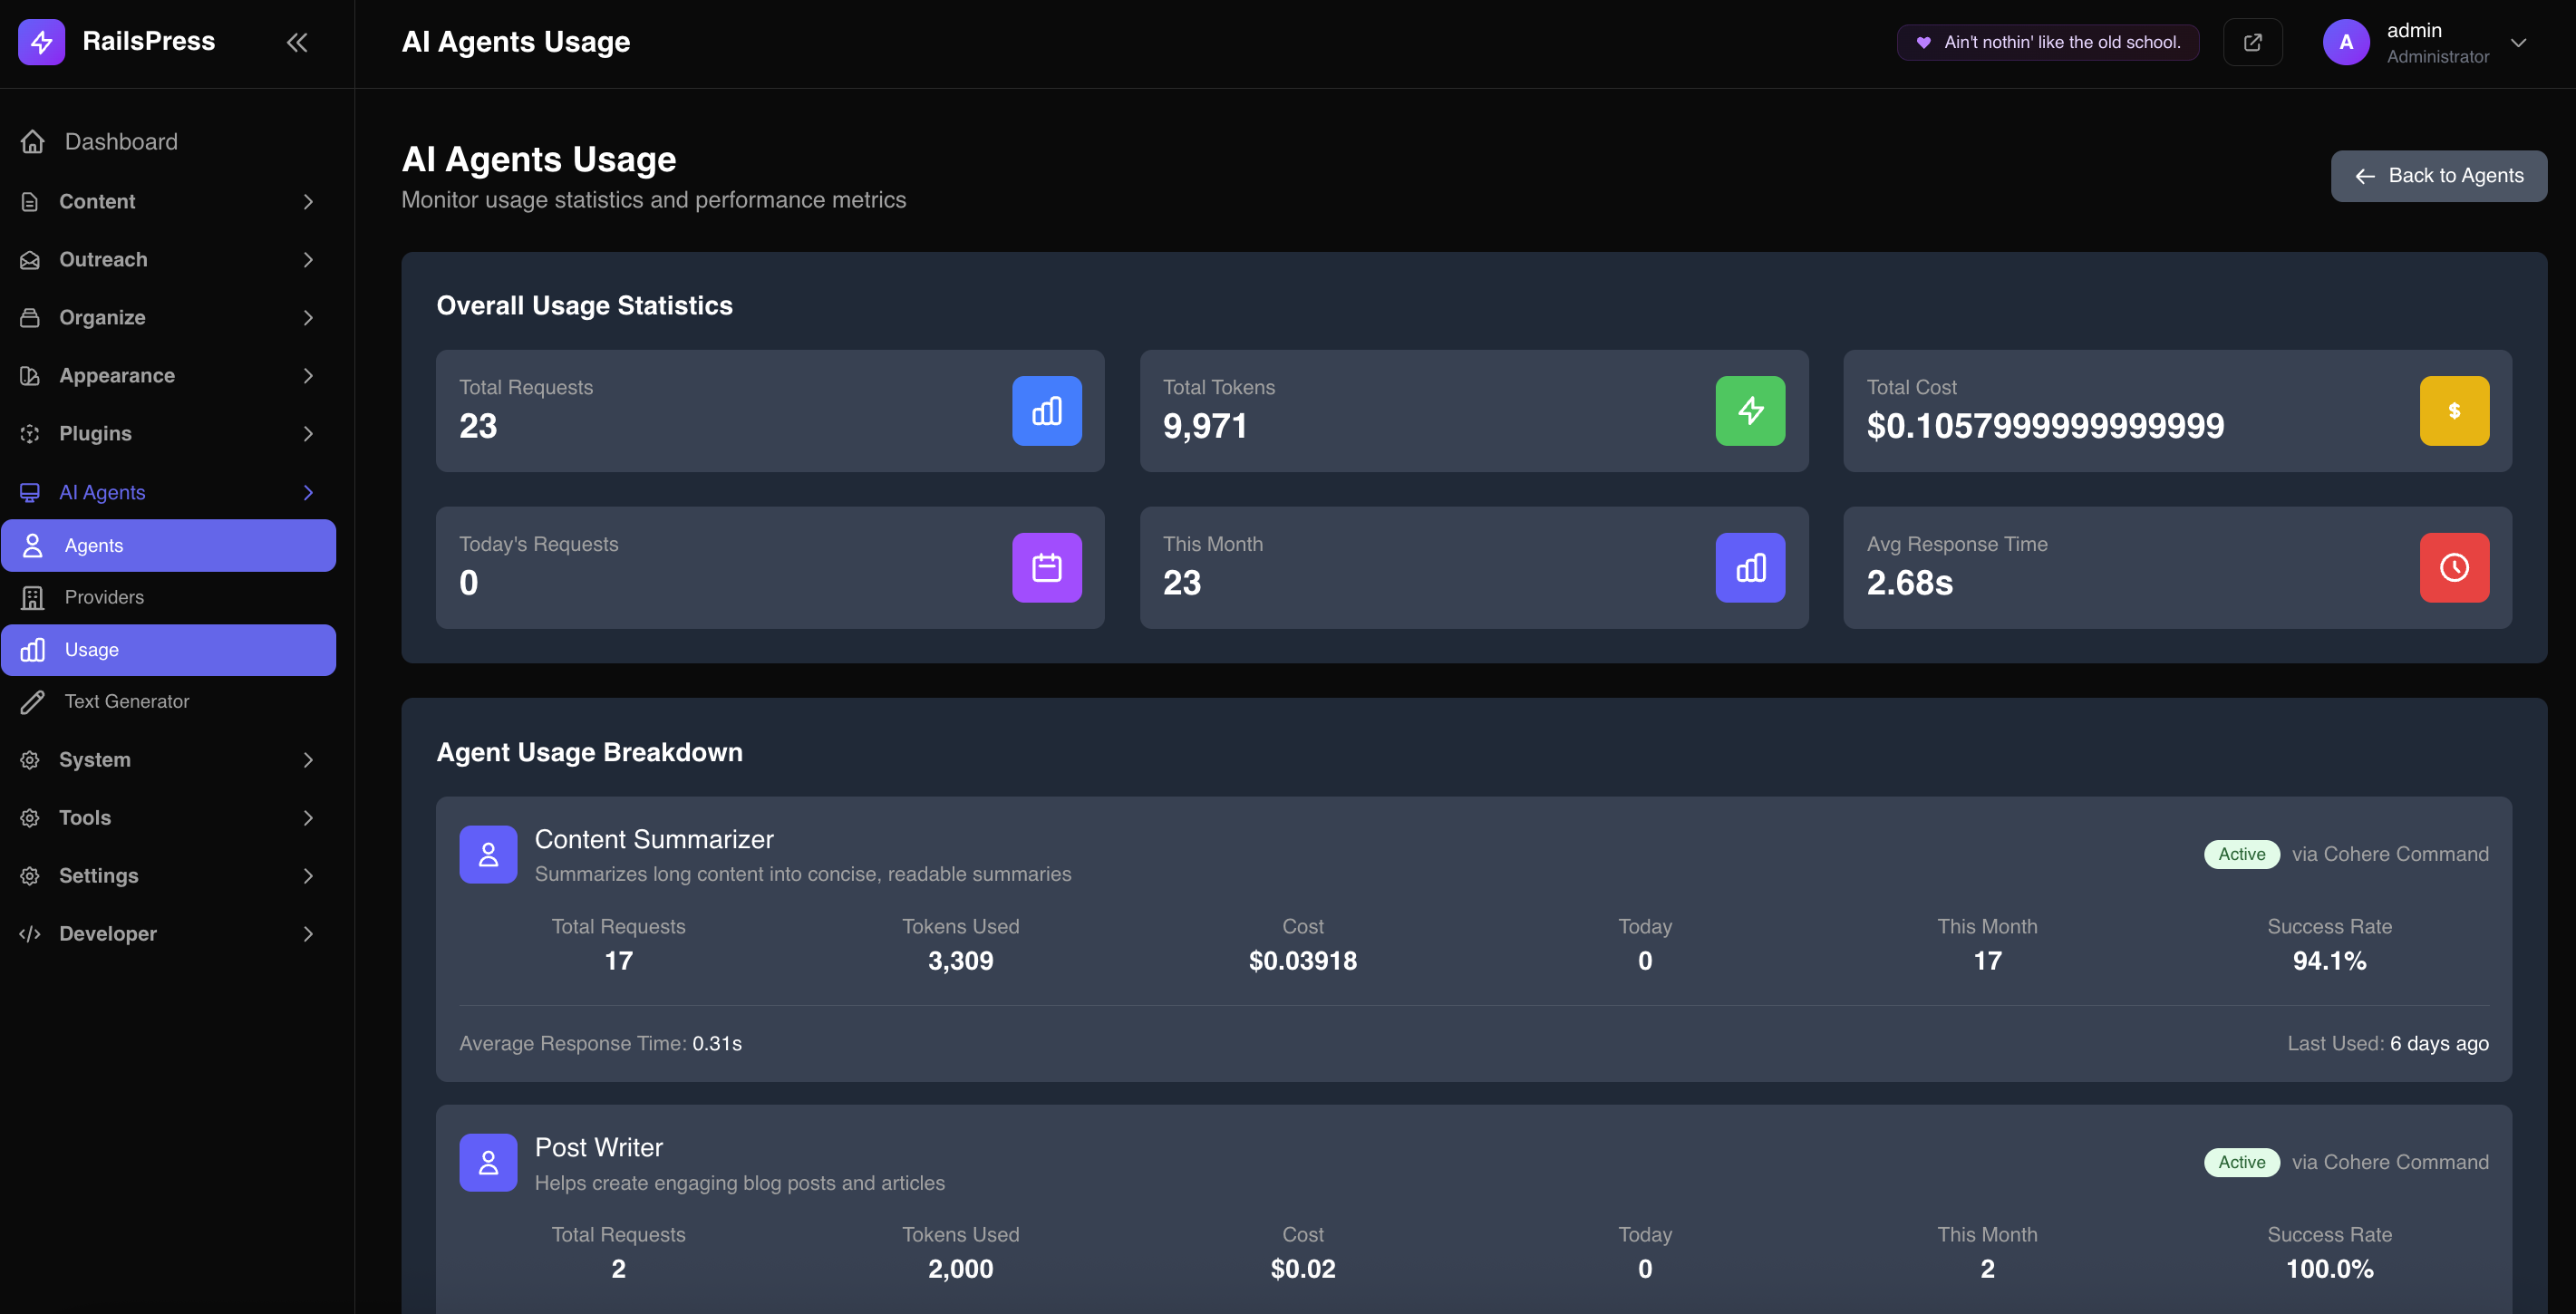 RailsPress
AI Agents Usage
Ain't nothin' like the old school.
A
admin
Administrator
Dashboard
Content
Outreach
Organize
Appearance
Plugins
AI Agents
Agents
Providers
Usage
Text Generator
System
Tools
Settings
Developer
AI Agents Usage
Monitor usage statistics and performance metrics
Back to Agents
Overall Usage Statistics
Total Requests
23
Total Tokens
9,971
Total Cost
$0.1057999999999999
$
Today's Requests
0
This Month
23
Avg Response Time
2.68s
Agent Usage Breakdown
Content Summarizer
Summarizes long content into concise, readable summaries
Active via Cohere Command
Total Requests Tokens Used Cost Today This Month Success Rate
17 3,309 $0.03918 0 17 94.1%
Average Response Time: 0.31s Last Used: 6 days ago
Post Writer
Helps create engaging blog posts and articles
Active via Cohere Command
Total Requests Tokens Used Cost Today This Month Success Rate
2 2,000 $0.02 0 2 100.0%